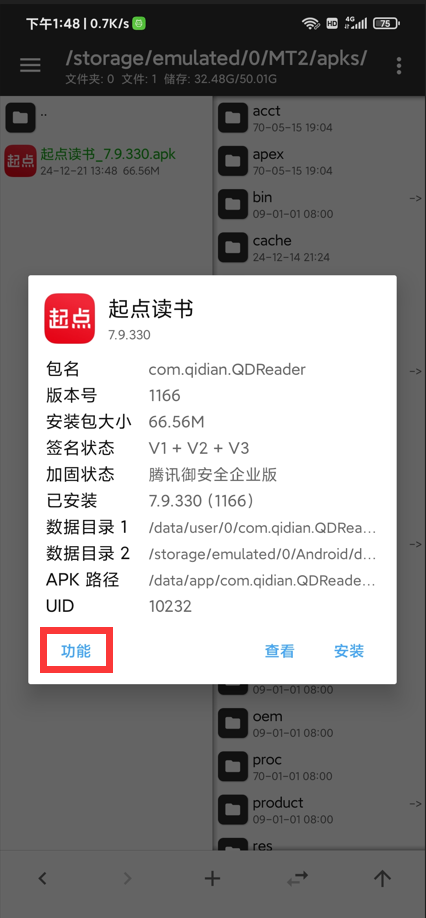 下午1:48 | 0.7K/s
HD 4G 75
/storage/emulated/0/MT2/apks/
文件夹: 0 文件: 1 储存: 32.48G/50.01G
..
起点 起点读书_7.9.330.apk
24-12-21 13:48 66.56M
acct
70-05-15 19:04
apex
70-05-15 19:04
bin ->
09-01-01 08:00
cache
24-12-14 21:24
->
->
起点 起点读书
7.9.330
包名 com.qidian.QDReader
版本号 1166
安装包大小 66.56M
签名状态 V1 + V2 + V3
加固状态 腾讯御安全企业版
已安装 7.9.330 (1166)
数据目录 1 /data/user/0/com.qidian.QDRea...
数据目录 2 /storage/emulated/0/Android/d...
APK 路径 /data/app/com.qidian.QDReade...
UID 10232
功能 查看 安装
09-01-01 08:00
oem
09-01-01 08:00
proc
70-01-01 08:00
product ->
09-01-01 08:00
res